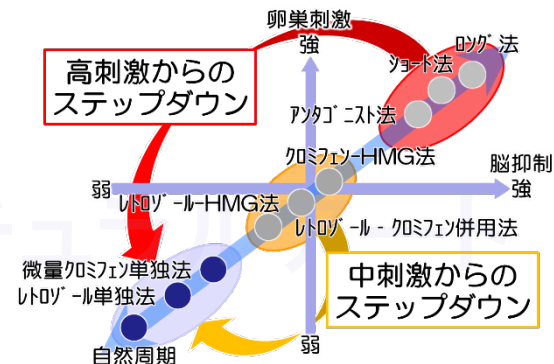 卵巣刺激
強
ロング法
ショート法
高刺激からの
ステップダウン
アンタゴニスト法
クロミフェン-HMG法
脳抑制
弱
強
レトロゾール-HMG法
レトロゾール - クロミフェン併用法
微量クロミフェン単独法
レトロゾール単独法
中刺激からの
ステップダウン
弱
自然周期